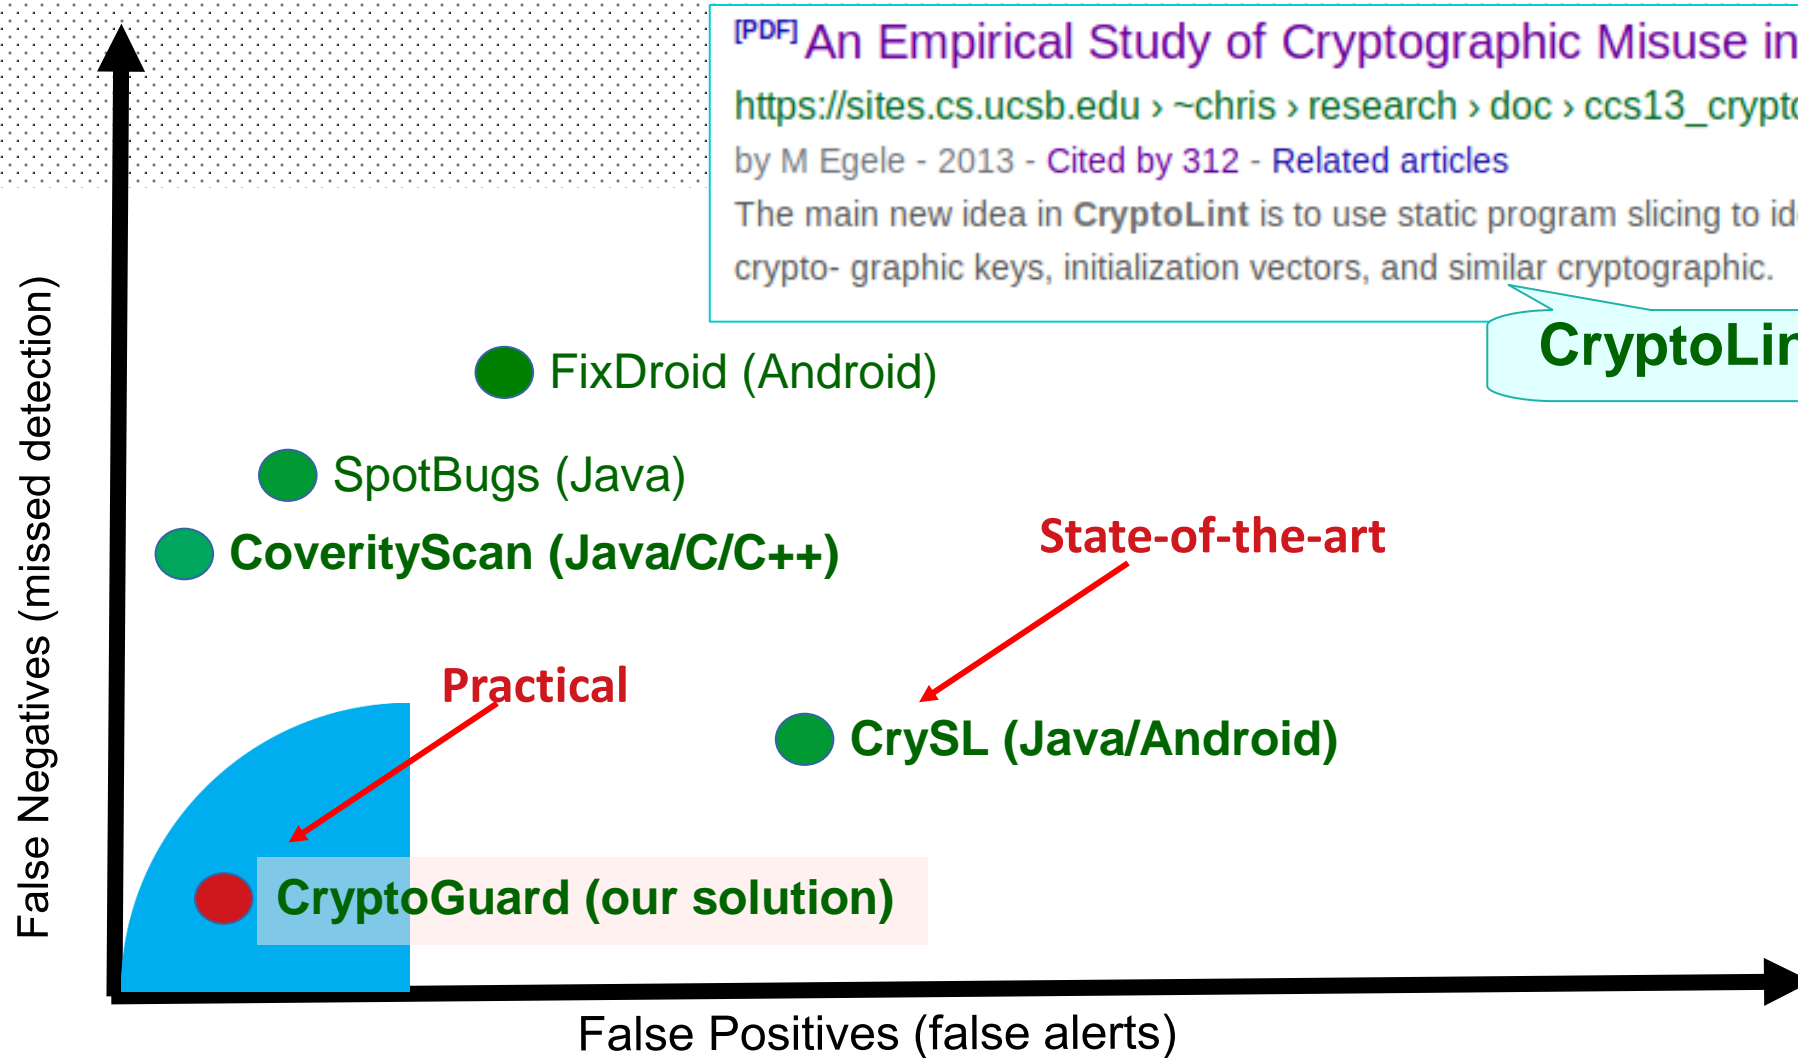 [PDF] An Empirical Study of Cryptographic Misuse in
https://sites.cs.ucsb.edu › ~chris › research › doc › ccs13_crypto
by M Egele - 2013 - Cited by 312 - Related articles
The main new idea in CryptoLint is to use static program slicing to
crypto- graphic keys, initialization vectors, and similar cryptographic.
CryptoLin
FixDroid (Android)
SpotBugs (Java)
State-of-the-art
CoverityScan (Java/C/C++)
Practical
CrySL (Java/Android)
CryptoGuard (our solution)
False Negatives (missed detection)
False Positives (false alerts)